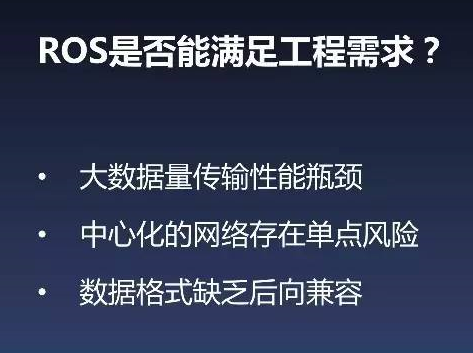 ROS是否能满足工程需求？
• 大数据量传输性能瓶颈
• 中心化的网络存在单点风险
• 数据格式缺乏后向兼容